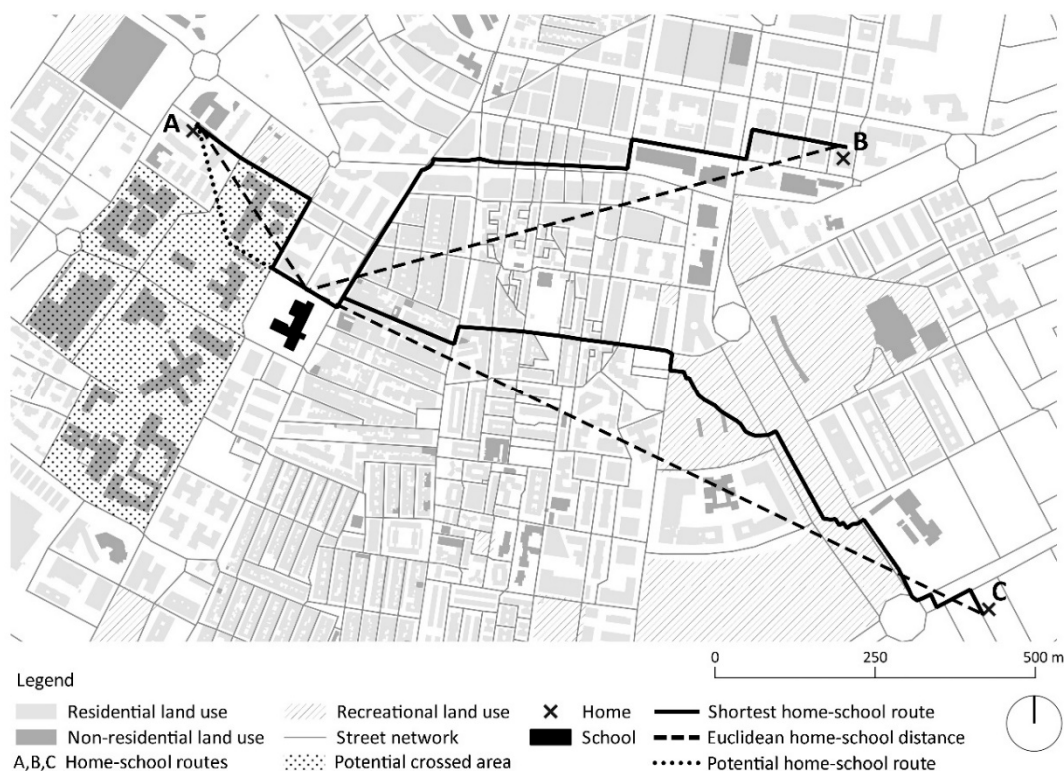 A
B
C
0 250 500 m
Legend
Residential land use Recreational land use Home Shortest home-school route
Non-residential land use Street network School Euclidean home-school distance
A,B,C Home-school routes Potential crossed area Potential home-school route